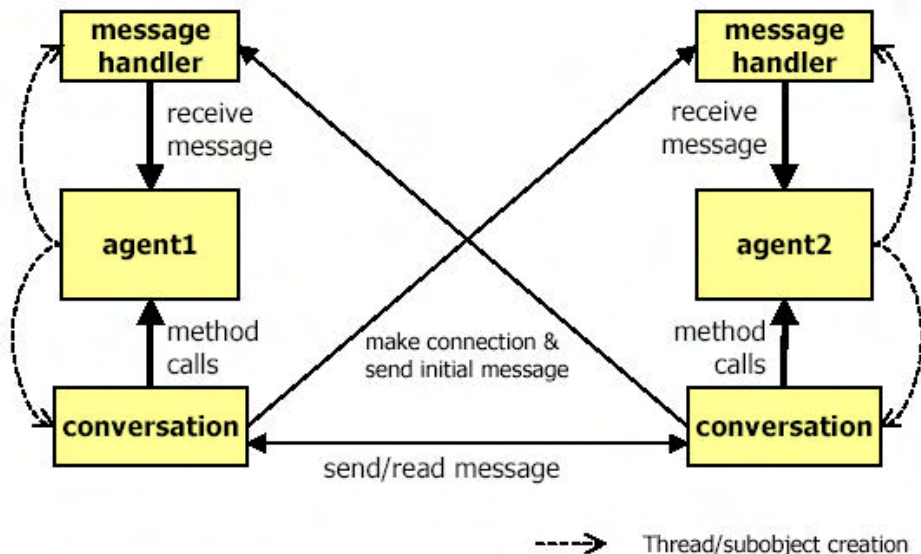 message
handler
message
handler
receive
message
receive
message
agent1
agent2
method
calls
make connection &
send initial message
method
calls
conversation
conversation
send/read message
Thread/subobject creation